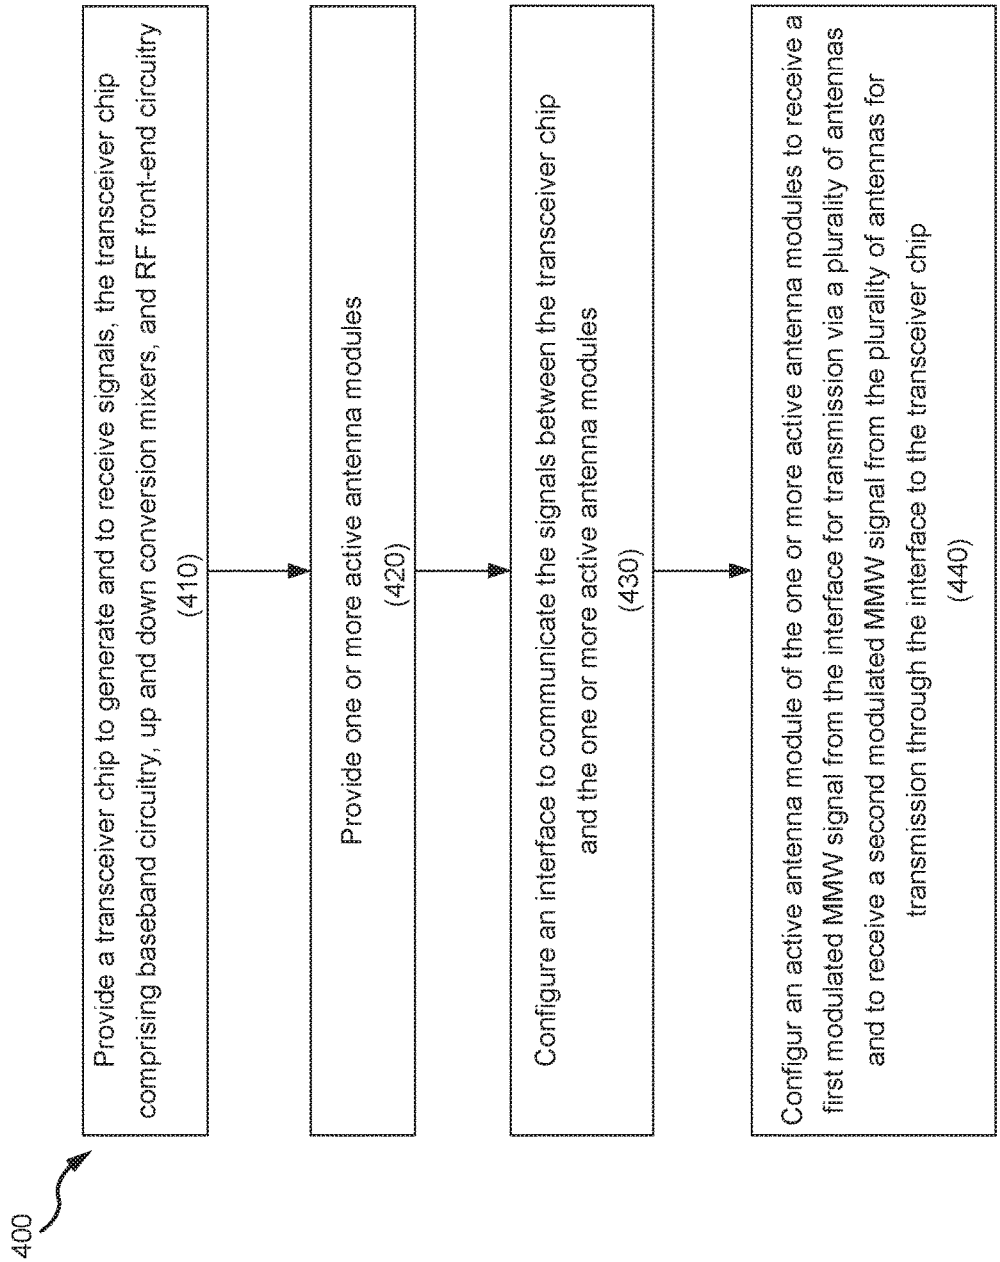 400
Provide a transceiver chip to generate and to receive signals, the transceiver chip
comprising baseband circuitry, up and down conversion mixers, and RF front-end circuitry
(410)
Provide one or more active antenna modules
(420)
Configure an interface to communicate the signals between the transceiver chip
and the one or more active antenna modules
(430)
Configur an active antenna module of the one or more active antenna modules to receive a
first modulated MMW signal from the interface for transmission via a plurality of antennas
and to receive a second modulated MMW signal from the plurality of antennas for
transmission through the interface to the transceiver chip
(440)